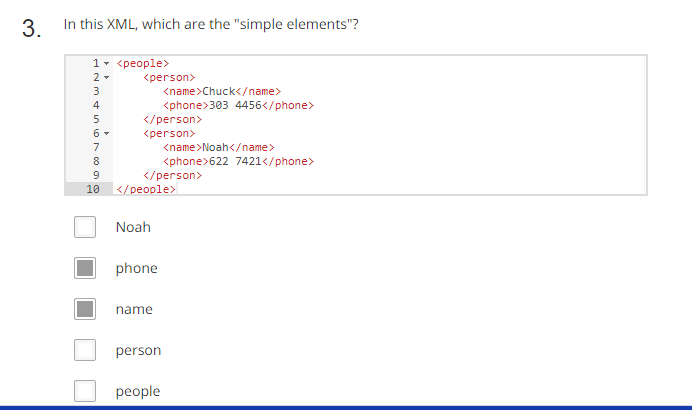 3. In this XML, which are the "simple elements"?
1 <people>
2 <person>
3 <name>Chuck</name>
4 <phone>303 4456</phone>
5 </person>
6 <person>
7 <name>Noah</name>
8 <phone>622 7421</phone>
9 </person>
10 </people>
Noah
phone
name
person
people